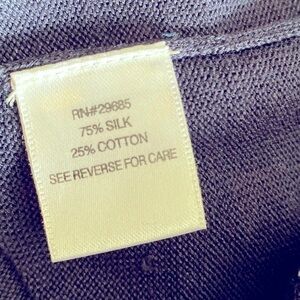 RN#29685
75% SILK
25% COTTON
SEE REVERSE FOR CARE